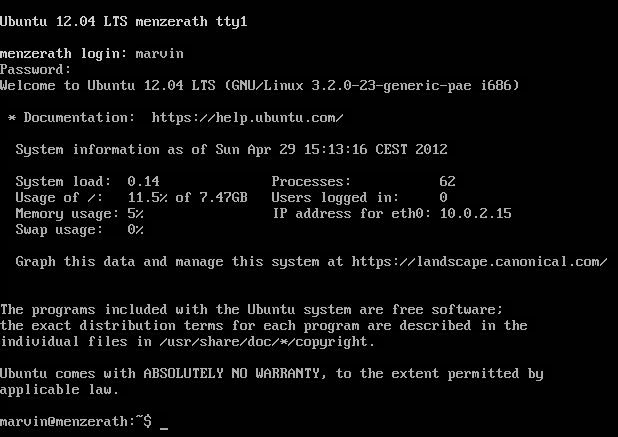 Ubuntu 12.04 LTS menzerath tty1
menzerath login: marvin
Password:
Welcome to Ubuntu 12.04 LTS (GNU/Linux 3.2.0-23-generic-pae i686)
* Documentation:  https://help.ubuntu.com/
System information as of Sun Apr 29 15:13:16 CEST 2012
System load:  0.14              Processes:           62
Usage of /:   11.5% of 7.47GB   Users logged in:     0
Memory usage: 5%                IP address for eth0: 10.0.2.15
Swap usage:   0%
Graph this data and manage this system at https://landscape.canonical.com/
The programs included with the Ubuntu system are free software;
the exact distribution terms for each program are described in the
individual files in /usr/share/doc/*/copyright.
Ubuntu comes with ABSOLUTELY NO WARRANTY, to the extent permitted by
applicable law.
marvin@menzerath:~$ _